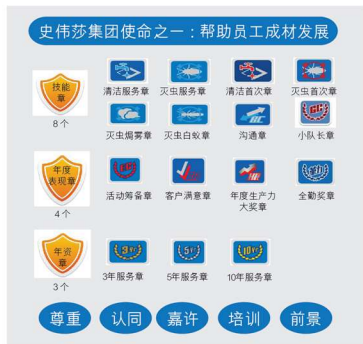 史伟莎集团使命之一：帮助员工成材发展
技能章
8个
清洁服务章 灭虫服务章 清洁首次章 灭虫首次章
灭虫焗雾章 灭虫白蚁章 沟通章 小队长章
年度表现章
4个
活动筹备章 客户满意章 年度生产力大奖章 全勤奖章
年资章
3个
3年服务章 5年服务章 10年服务章
尊重 认同 嘉许 培训 前景